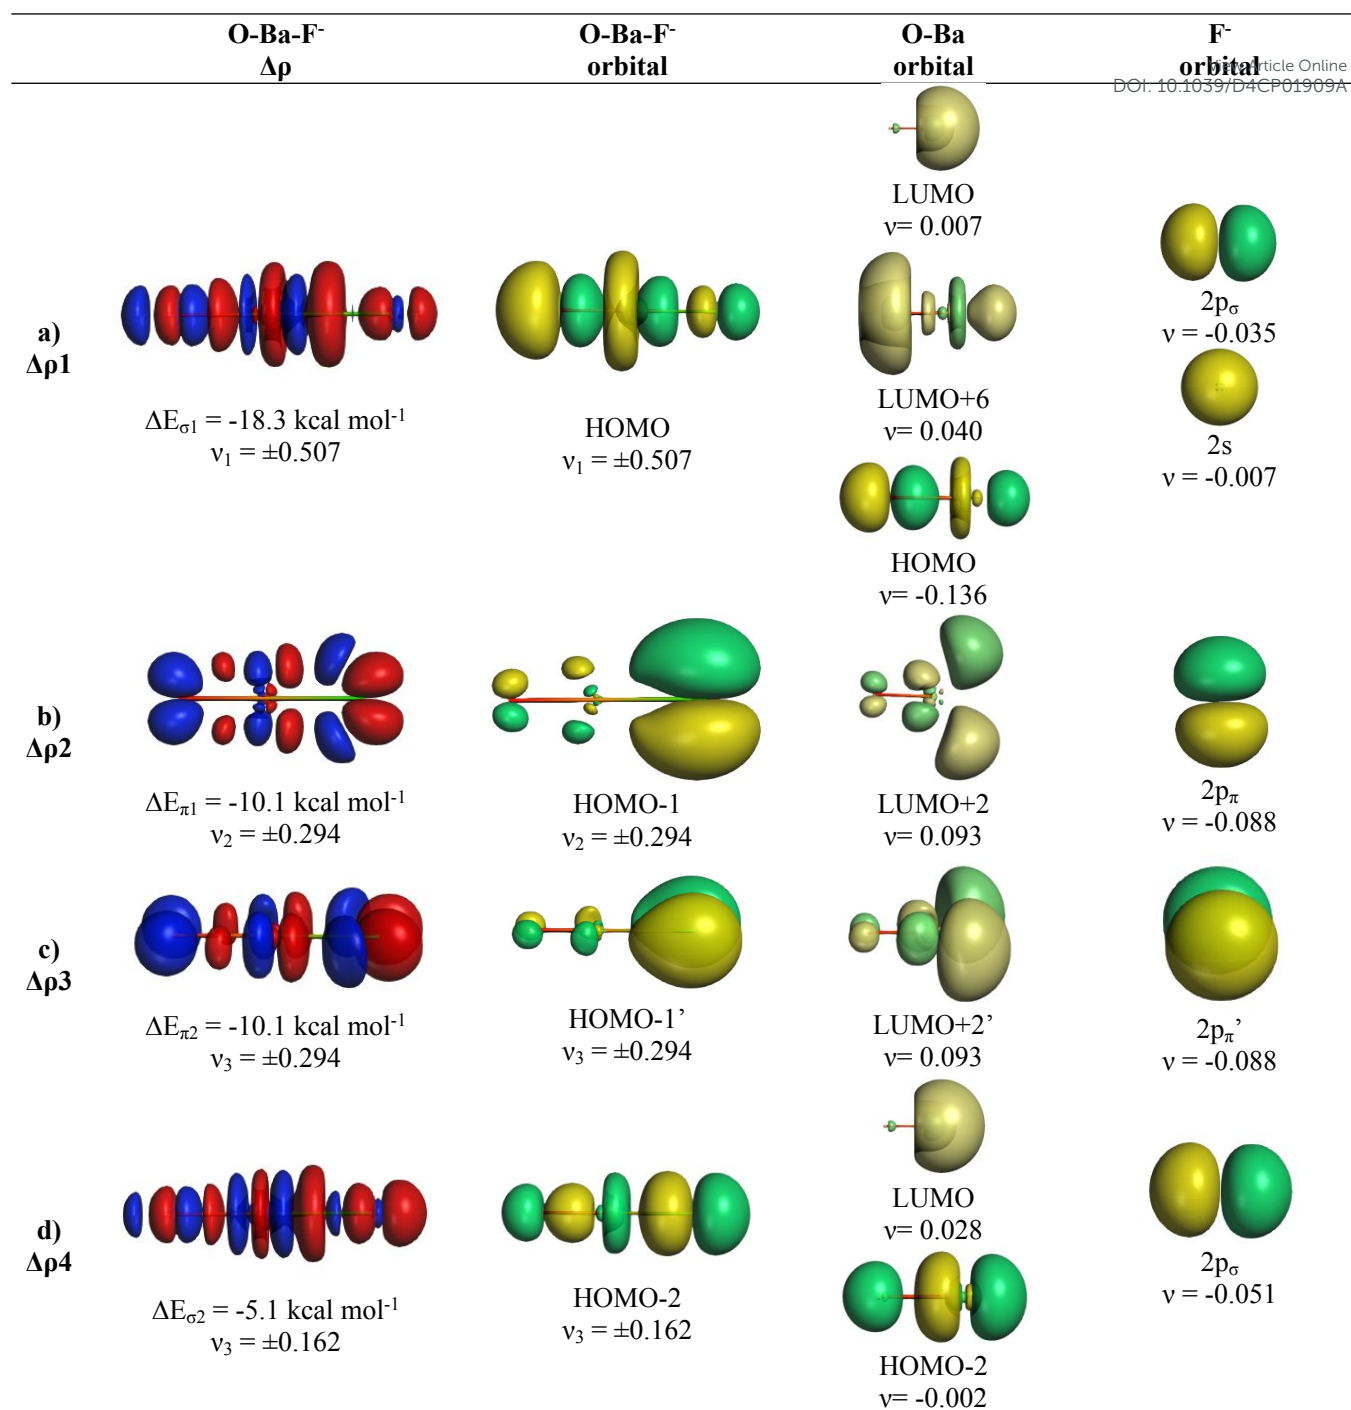 O-Ba-F- Δρ
O-Ba-F- orbital
O-Ba orbital
F- orbital
View Article Online
DOI: 10.1039/D4CP01909A
a)
Δρ1
ΔEσ1 = -18.3 kcal mol-1
ν1 = ±0.507
HOMO
ν1 = ±0.507
LUMO
ν= 0.007
LUMO+6
ν= 0.040
HOMO
ν= -0.136
2pσ
ν = -0.035
2s
ν = -0.007
b)
Δρ2
ΔEπ1 = -10.1 kcal mol-1
ν2 = ±0.294
HOMO-1
ν2 = ±0.294
LUMO+2
ν= 0.093
2pπ
ν = -0.088
c)
Δρ3
ΔEπ2 = -10.1 kcal mol-1
ν3 = ±0.294
HOMO-1’
ν3 = ±0.294
LUMO+2’
ν= 0.093
2pπ’
ν = -0.088
d)
Δρ4
ΔEσ2 = -5.1 kcal mol-1
ν3 = ±0.162
HOMO-2
ν3 = ±0.162
LUMO
ν= 0.028
HOMO-2
ν= -0.002
2pσ
ν = -0.051